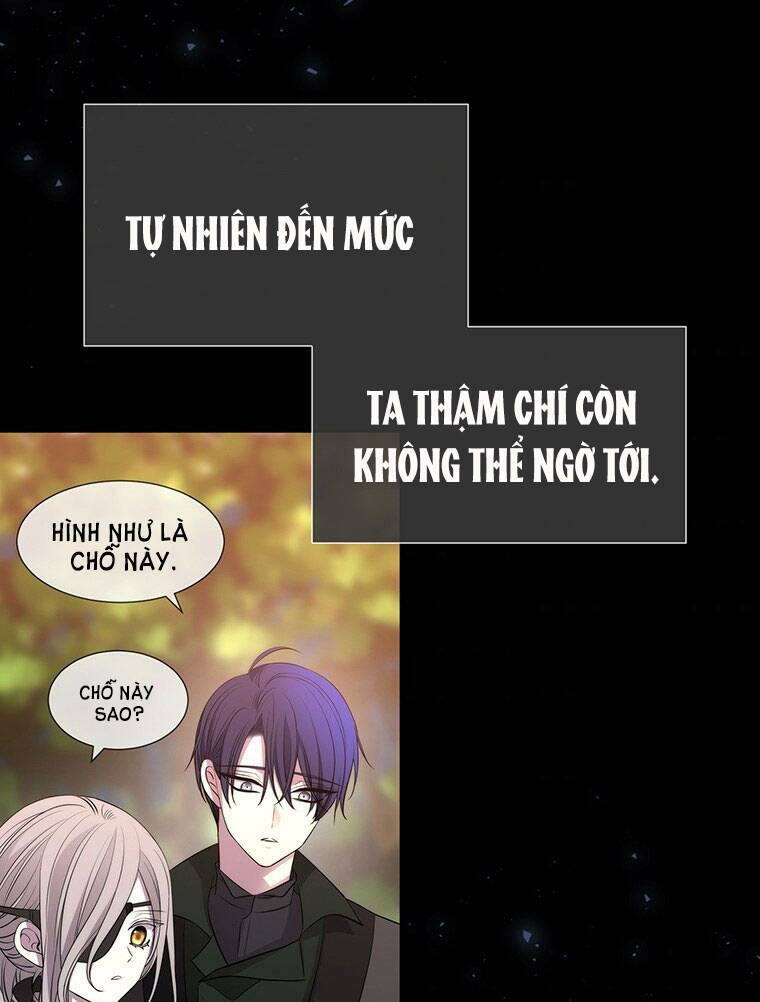 TỰ NHIÊN ĐẾN MỨC
TA THẬM CHÍ CÒN
KHÔNG THỂ NGỜ TỚI.
HÌNH NHƯ LÀ
CHỖ NÀY.
CHỖ NÀY
SAO?